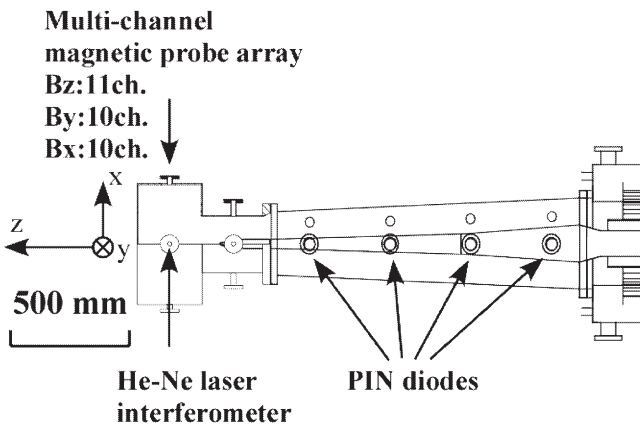 Multi-channel
magnetic probe array
Bz:11ch.
By:10ch.
Bx:10ch.
x
z
y
500 mm
He-Ne laser
interferometer
PIN diodes